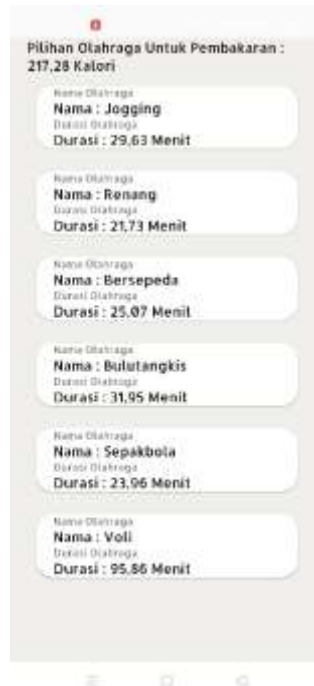 Pilihan Olahraga Untuk Pembakaran :
217,28 Kalori
Nama Olahraga
Nama : Jogging
Durasi Olahraga
Durasi : 29,63 Menit
Nama Olahraga
Nama : Renang
Durasi Olahraga
Durasi : 21,73 Menit
Nama Olahraga
Nama : Bersepeda
Durasi Olahraga
Durasi : 25,07 Menit
Nama Olahraga
Nama : Bulutangkis
Durasi Olahraga
Durasi : 31,95 Menit
Nama Olahraga
Nama : Sepakbola
Durasi Olahraga
Durasi : 23,96 Menit
Nama Olahraga
Nama : Voli
Durasi Olahraga
Durasi : 95,86 Menit